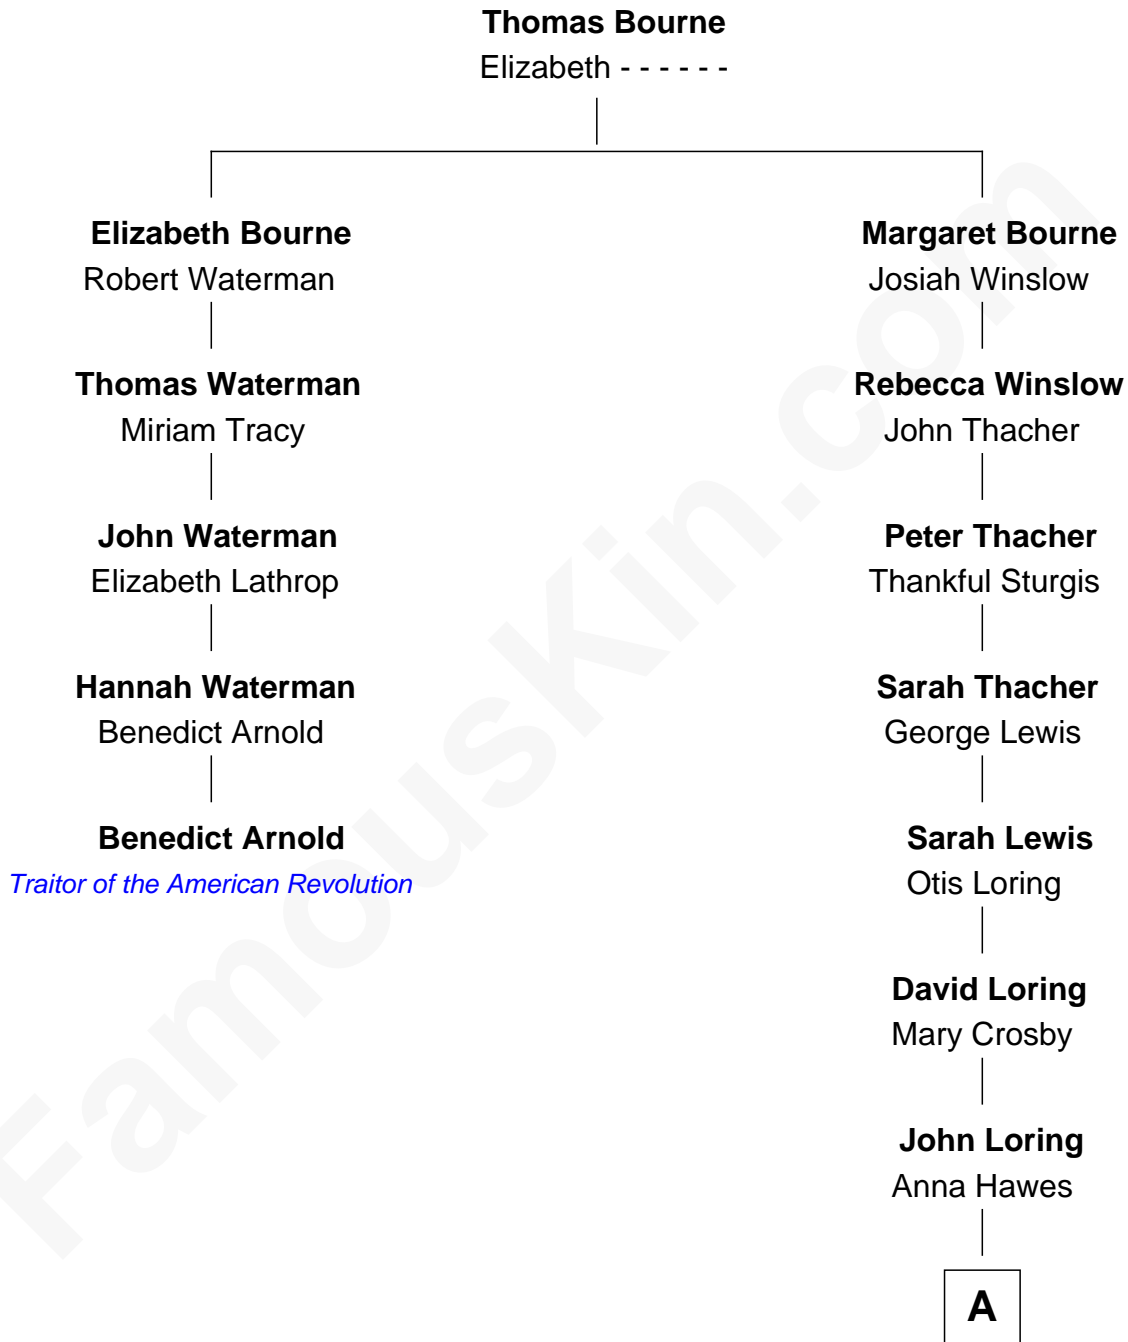 Thomas Bourne
Elizabeth - - - - - -
Elizabeth Bourne
Robert Waterman
Margaret Bourne
Josiah Winslow
Thomas Waterman
Miriam Tracy
Rebecca Winslow
John Thacher
John Waterman
Elizabeth Lathrop
Peter Thacher
Thankful Sturgis
Hannah Waterman
Benedict Arnold
Sarah Thacher
George Lewis
Benedict Arnold
Traitor of the American Revolution
Sarah Lewis
Otis Loring
David Loring
Mary Crosby
John Loring
Anna Hawes
A
FamousKin.com